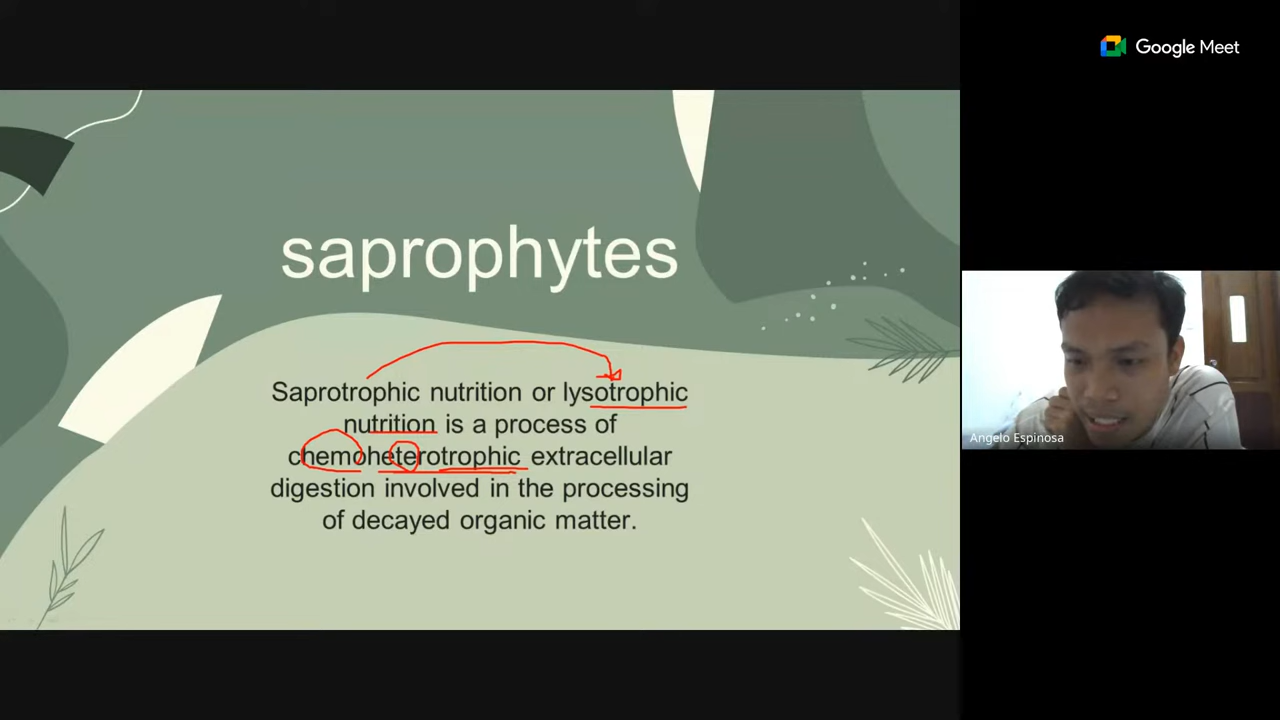 Google Meet
saprophytes
Saprotrophic nutrition or lysotrophic
nutrition is a process of
chemoheterotrophic extracellular
digestion involved in the processing
of decayed organic matter.
Angelo Espinosa